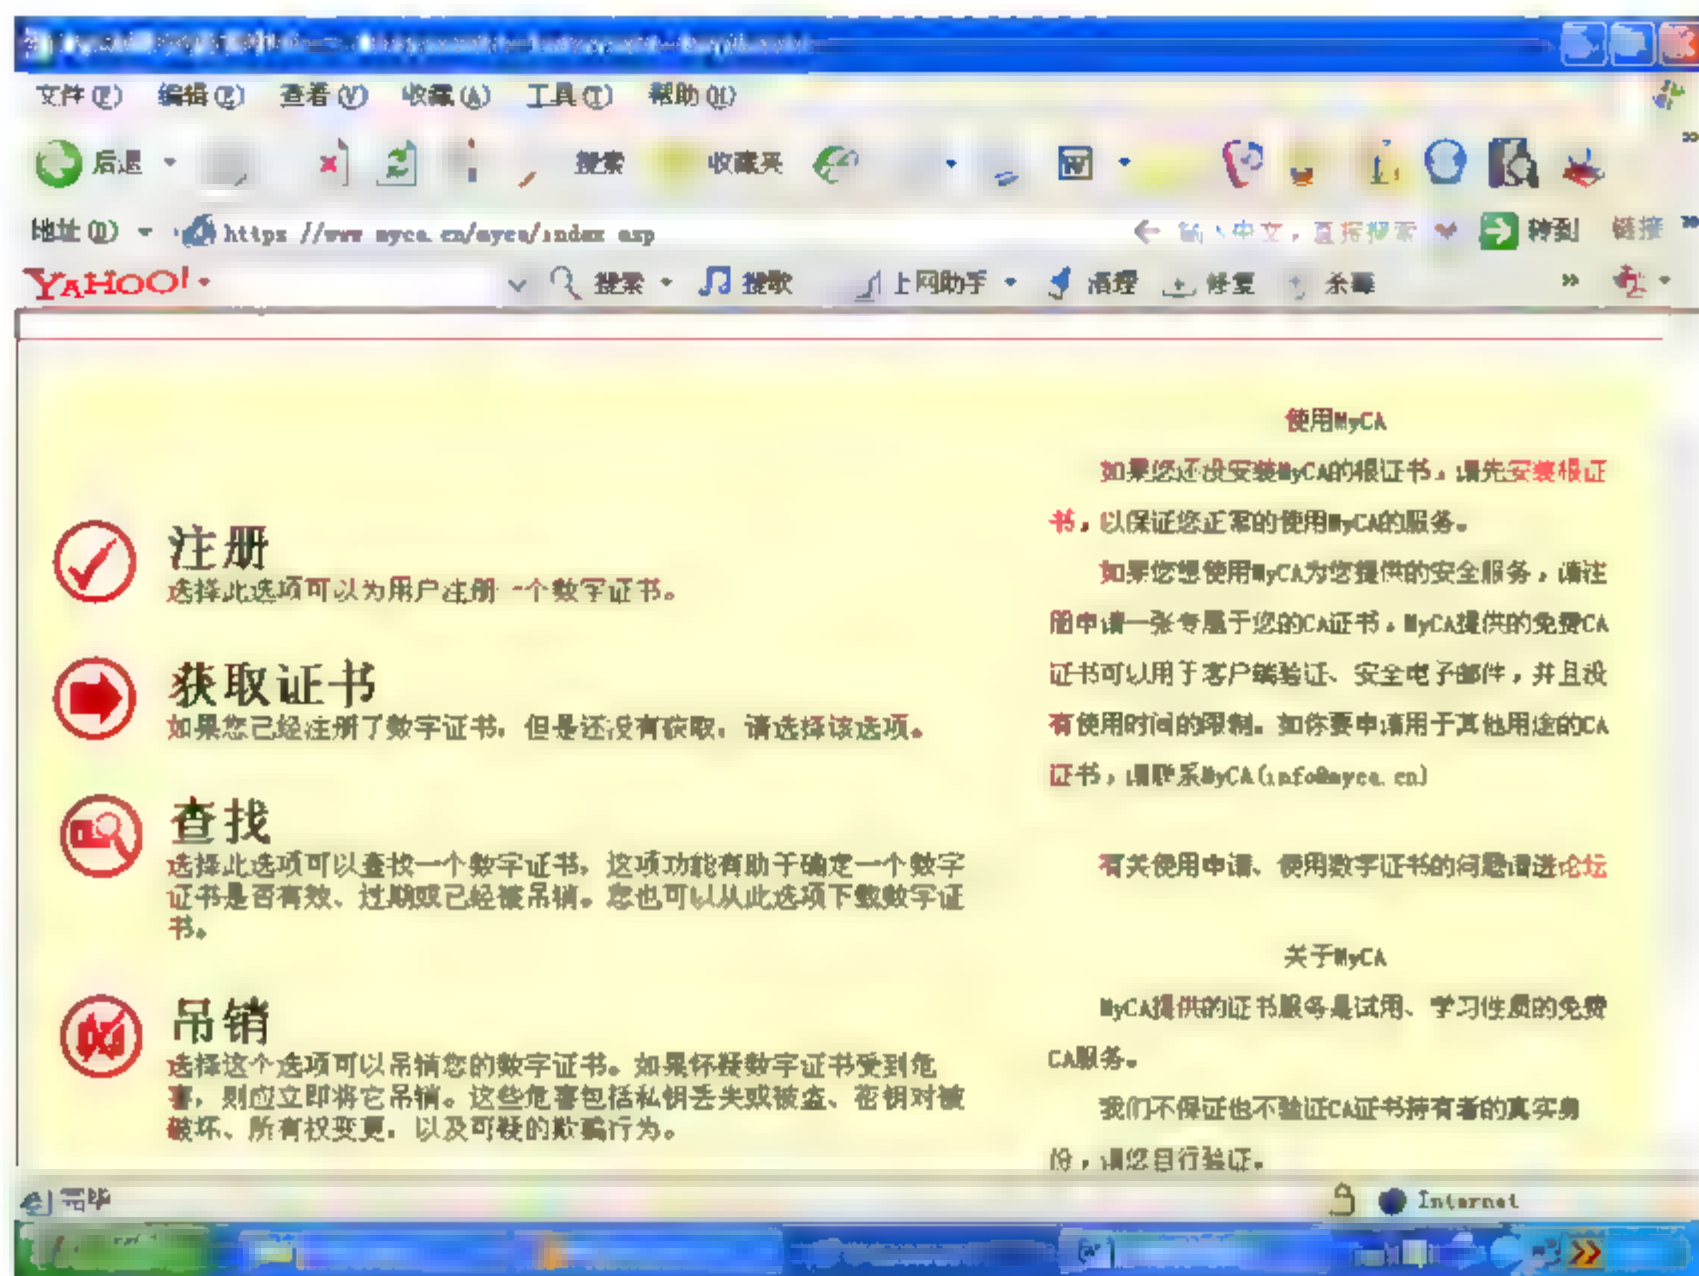 文件(F) 编辑(E) 查看(V) 收藏(A) 工具(T) 帮助(H)
后退 搜索 收藏夹
地址(D) https //www myca. cn/myca/index asp 中文，直接搜索 转到 链接
YAHOO! 搜索 搜歌 上网助手 清理 修复 杀毒
使用MyCA
如果您还没安装MyCA的根证书，请先安装根证
书，以保证您正常的使用MyCA的服务。
如果您想使用MyCA为您提供的安全服务，请注
册申请一张专属于您的CA证书，MyCA提供的免费CA
证书可以用于客户端验证、安全电子邮件，并且没
有使用时间的限制。如你要申请用于其他用途的CA
证书，请联系MyCA(info@myca. cn)
有关使用申请、使用数字证书的问题请进论坛
关于MyCA
MyCA提供的证书服务是试用、学习性质的免费
CA服务。
我们不保证也不验证CA证书持有者的真实身
份，请您自行验证。
注册
选择此选项可以为用户注册一个数字证书。
获取证书
如果您已经注册了数字证书，但是还没有获取，请选择该选项。
查找
选择此选项可以查找一个数字证书，这项功能有助于确定一个数字
证书是否有效、过期或已经被吊销。您也可以从此选项下载数字证
书。
吊销
选择这个选项可以吊销您的数字证书。如果怀疑数字证书受到危
害，则应立即将它吊销。这些危害包括私钥丢失或被盗、密钥对被
破坏、所有权变更，以及可疑的欺骗行为。
完毕 Internet